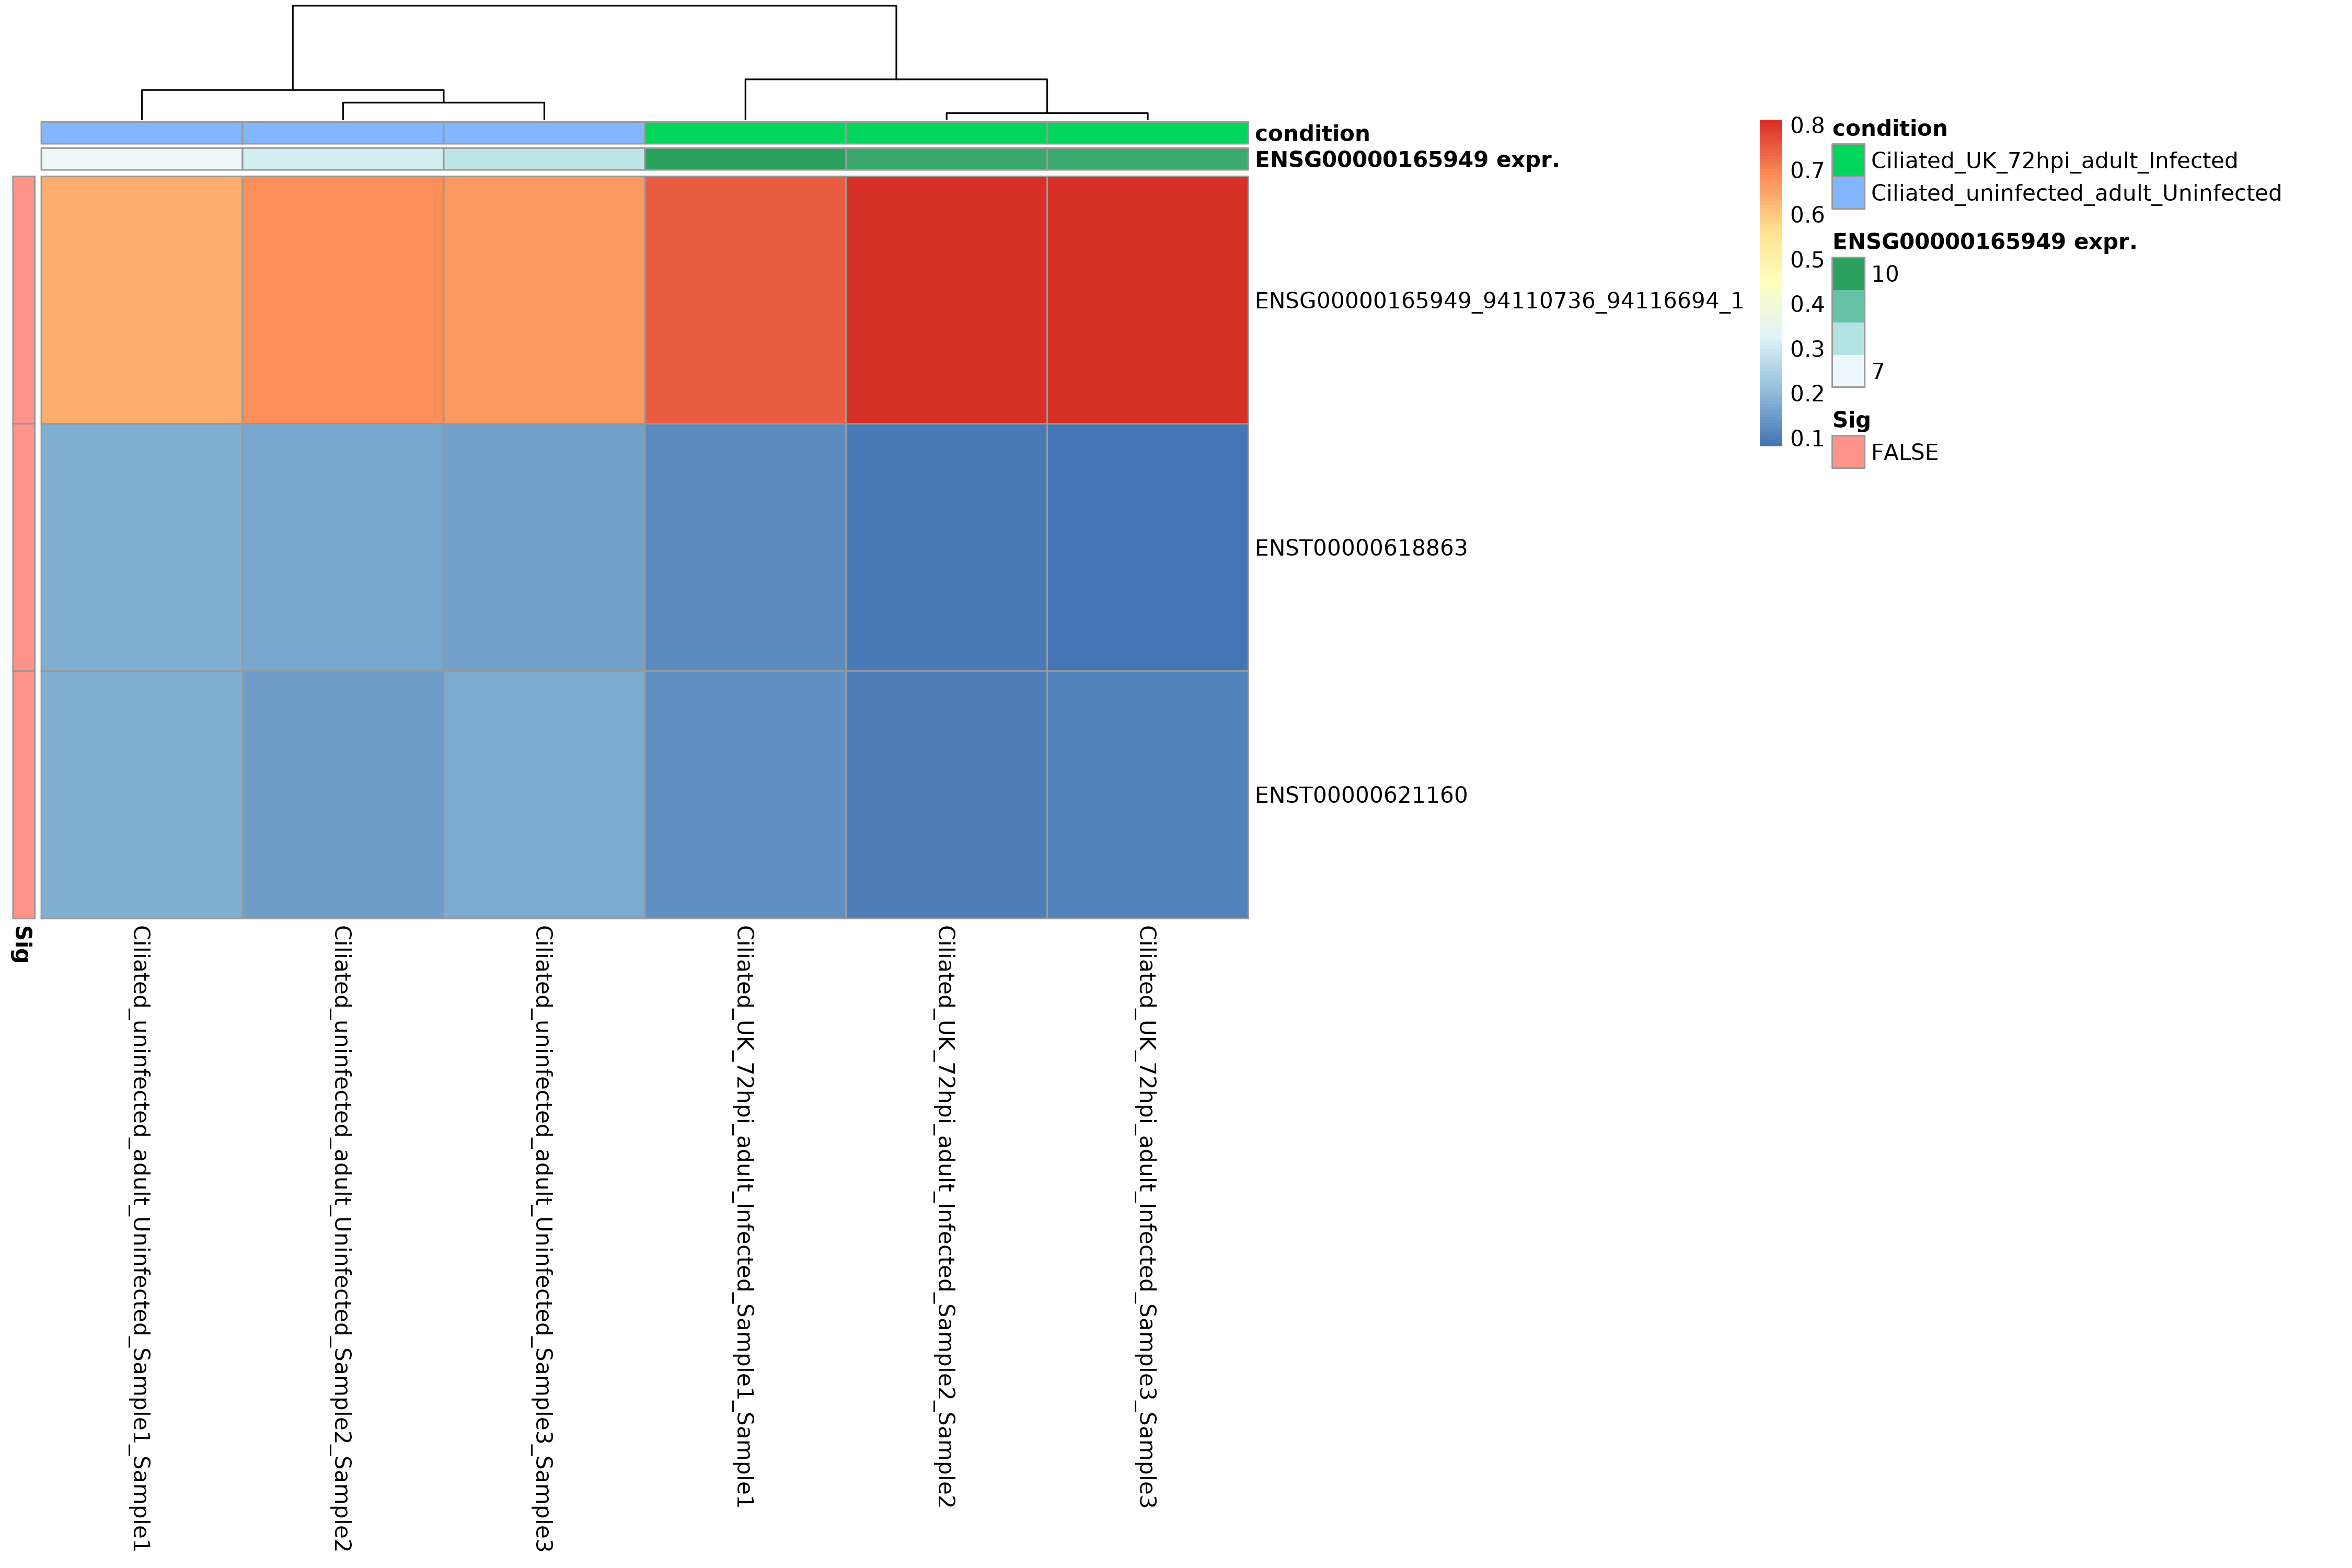 condition
ENSG00000165949 expr.
ENSG00000165949_94110736_94116694_1
ENST00000618863
ENST00000621160
Sig
Ciliated_uninfected_adult_Uninfected_Sample1_Sample1
Ciliated_uninfected_adult_Uninfected_Sample2_Sample2
Ciliated_uninfected_adult_Uninfected_Sample3_Sample3
Ciliated_UK_72hpi_adult_Infected_Sample1_Sample1
Ciliated_UK_72hpi_adult_Infected_Sample2_Sample2
Ciliated_UK_72hpi_adult_Infected_Sample3_Sample3
0.8
0.7
0.6
0.5
0.4
0.3
0.2
0.1
condition
Ciliated_UK_72hpi_adult_Infected
Ciliated_uninfected_adult_Uninfected
ENSG00000165949 expr.
10
7
Sig
FALSE